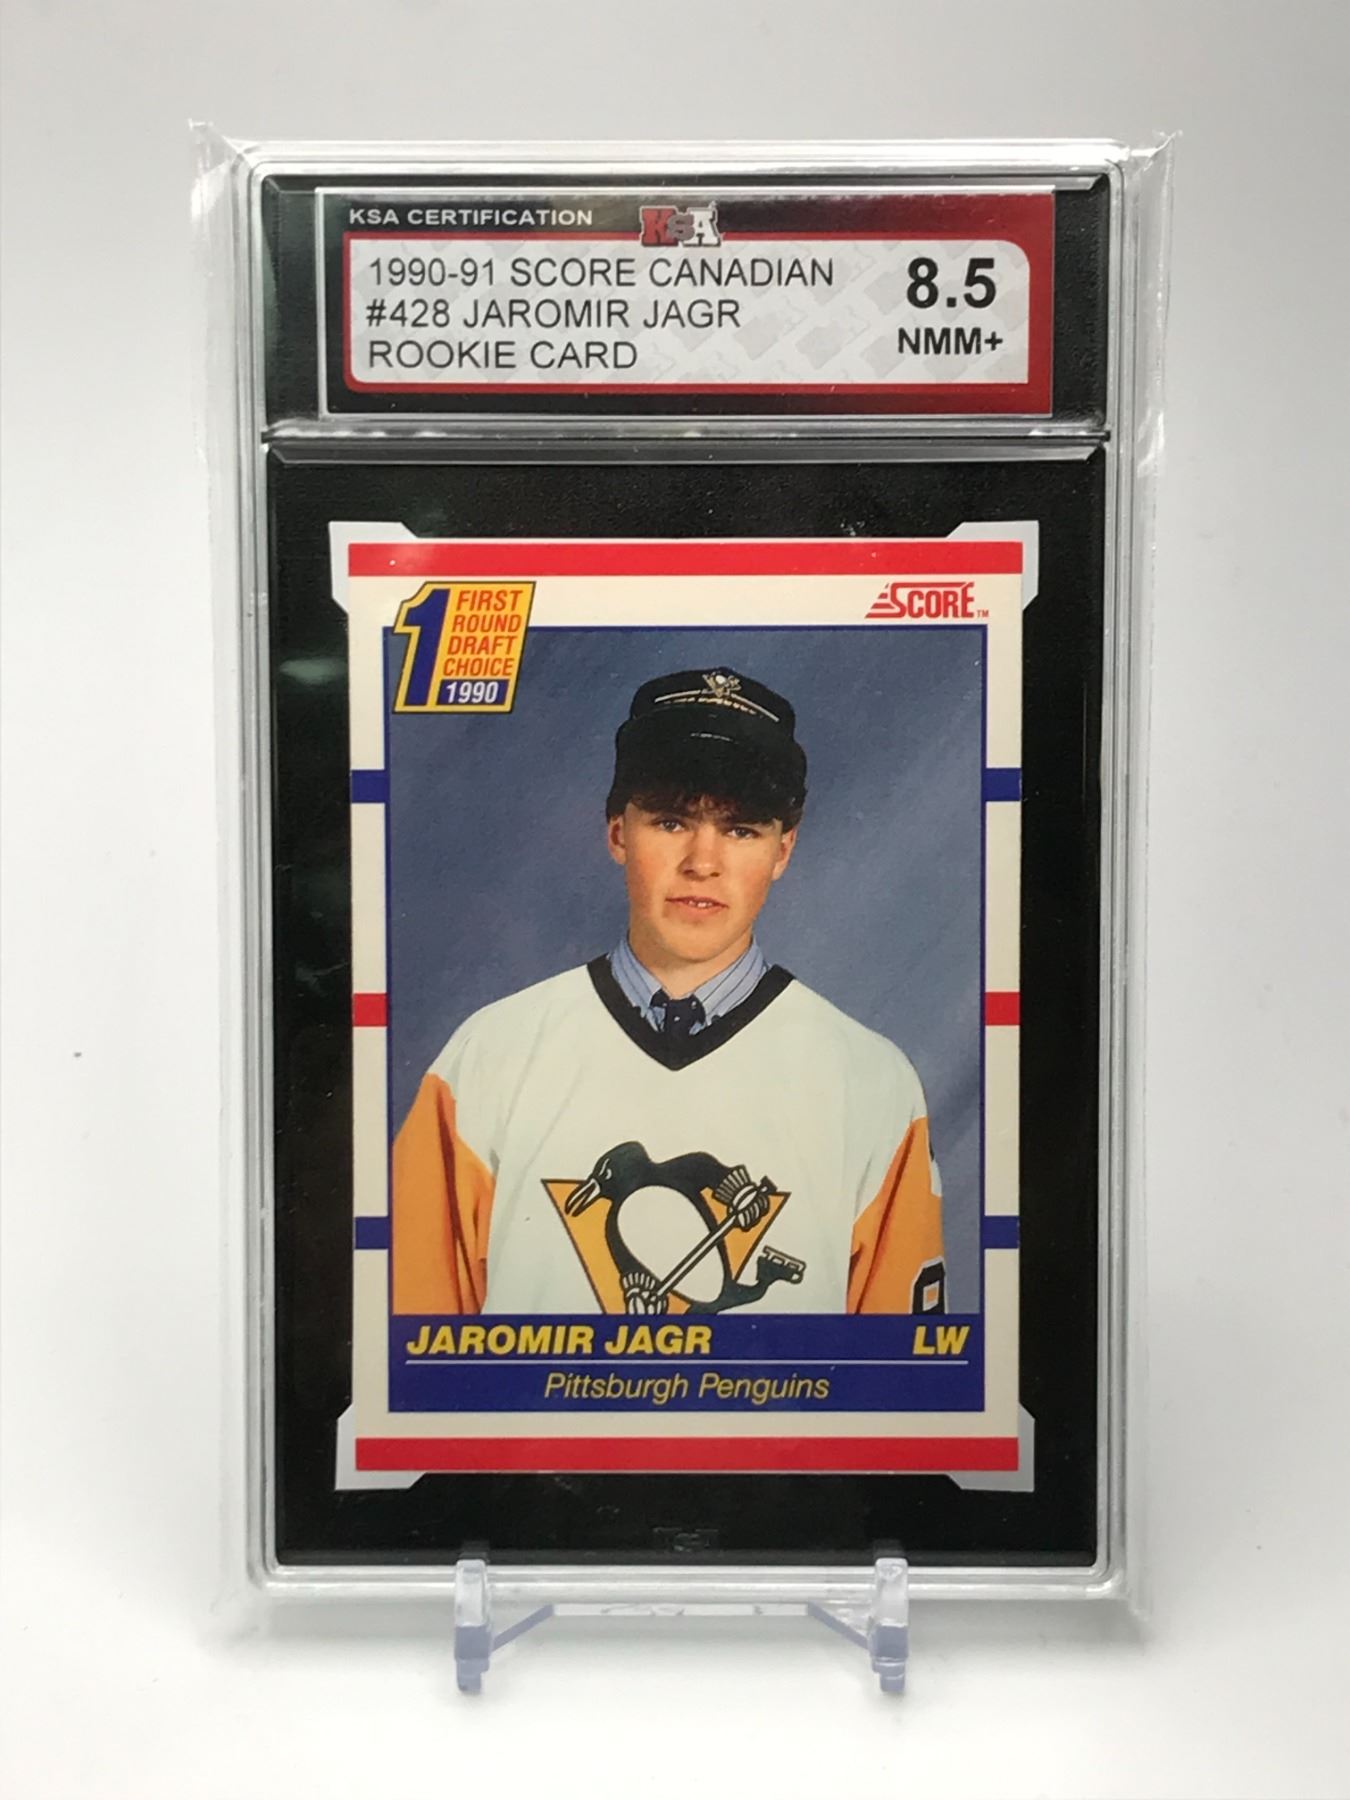 KSA CERTIFICATION KSA
1990-91 SCORE CANADIAN
#428 JAROMIR JAGR
ROOKIE CARD
8.5
NMM+
1 FIRST
ROUND
DRAFT
CHOICE
1990
SCORE™
JAROMIR JAGR LW
Pittsburgh Penguins